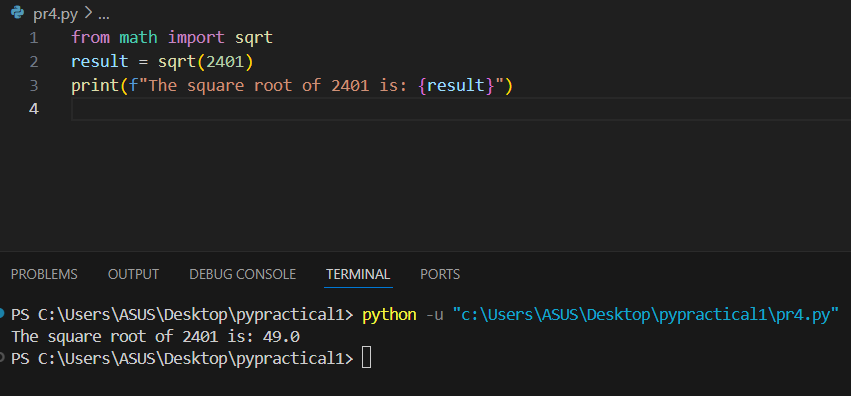 pr4.py > ...
1 from math import sqrt
2 result = sqrt(2401)
3 print(f"The square root of 2401 is: {result}")
4
PROBLEMS OUTPUT DEBUG CONSOLE TERMINAL PORTS
PS C:\Users\ASUS\Desktop\pypractical1> python -u "c:\Users\ASUS\Desktop\pypractical1\pr4.py"
The square root of 2401 is: 49.0
PS C:\Users\ASUS\Desktop\pypractical1>